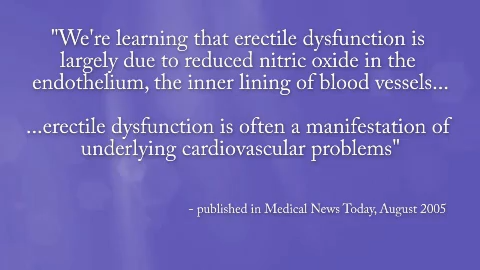 "We're learning that erectile dysfunction is
largely due to reduced nitric oxide in the
endothelium, the inner lining of blood vessels...
...erectile dysfunction is often a manifestation of
underlying cardiovascular problems"
- published in Medical News Today, August 2005